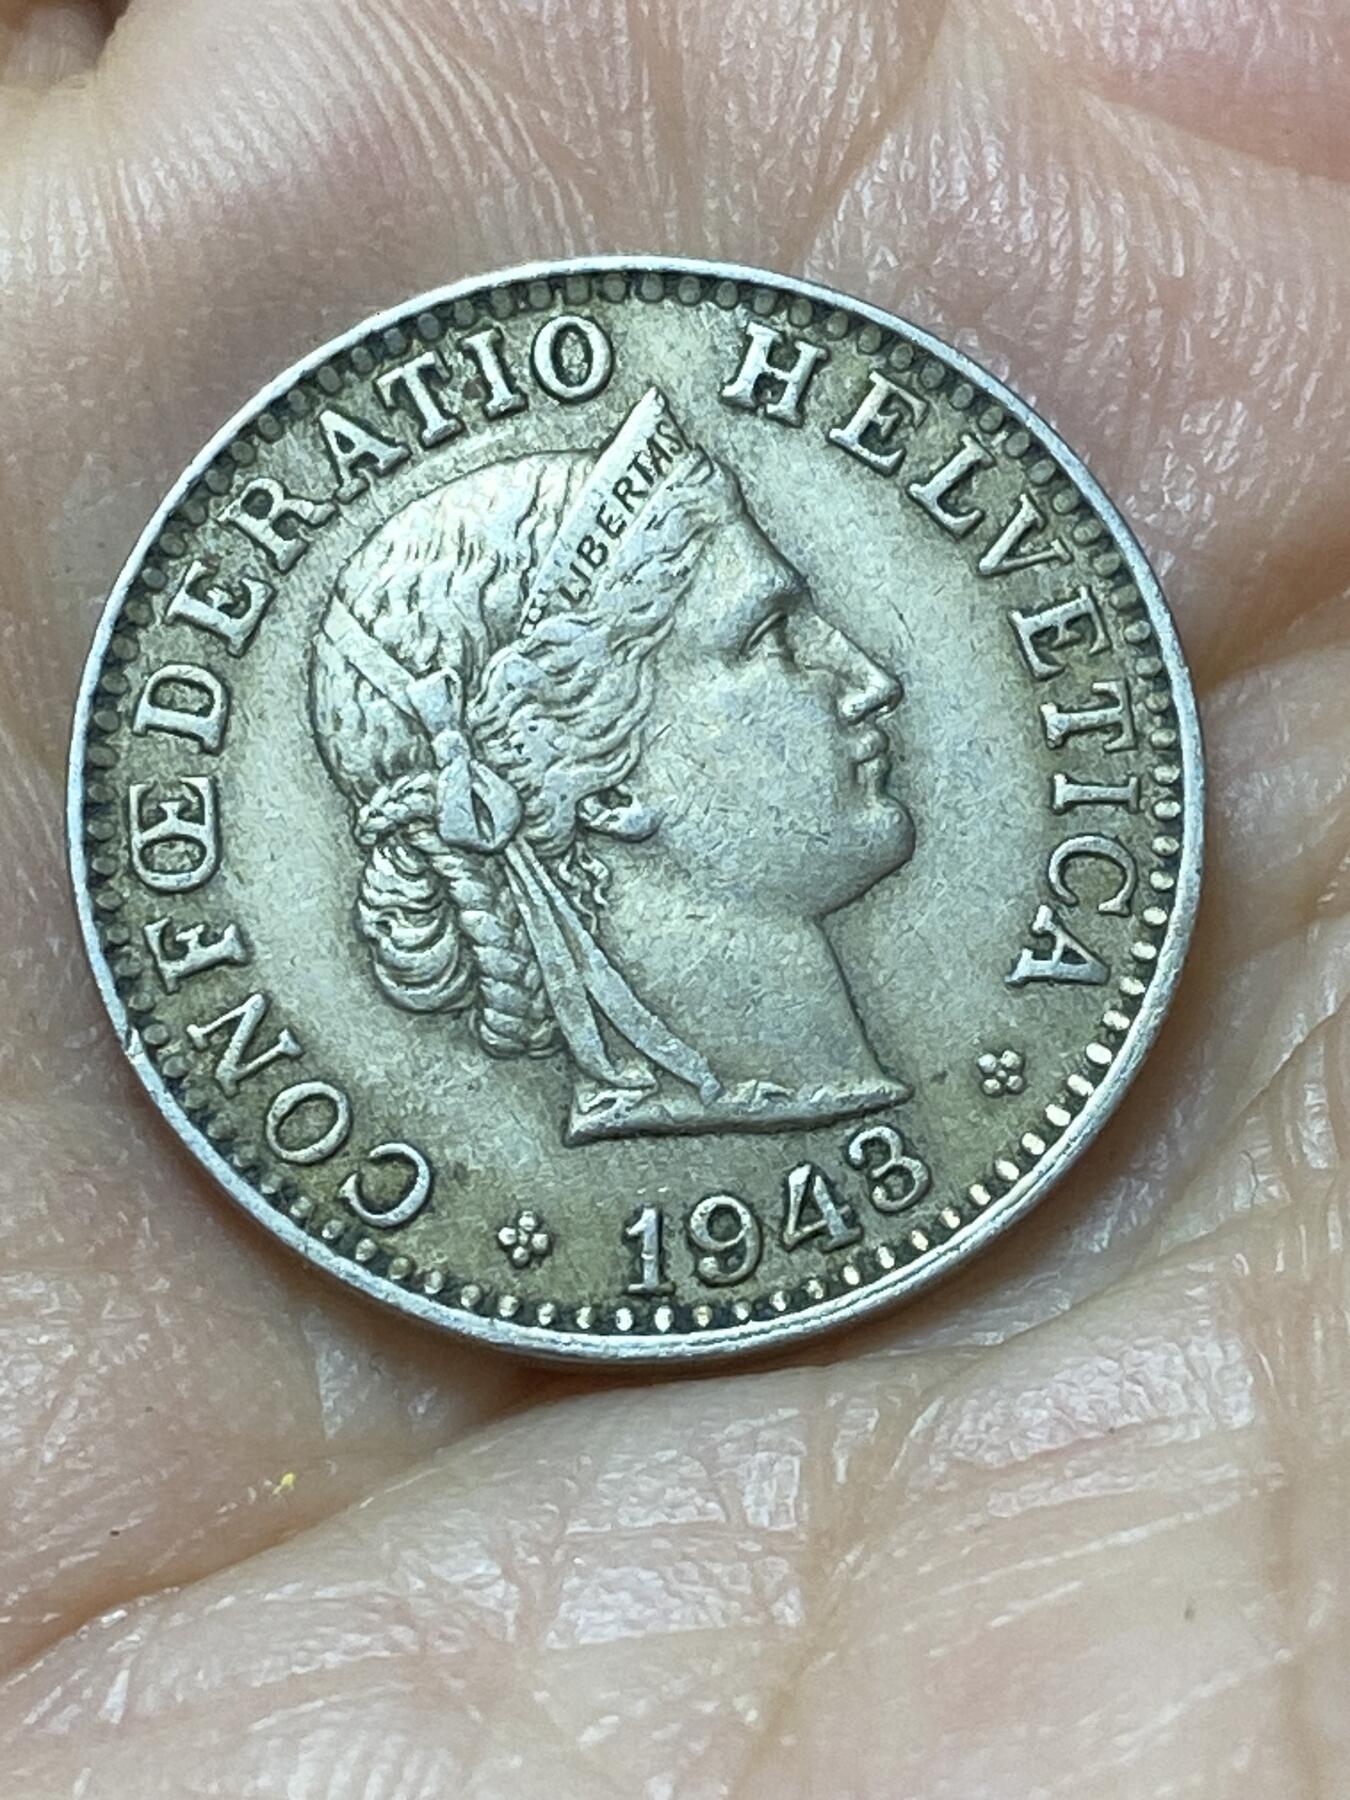 CONFŒDERATIO HELVETICA
LIBERTAS
1943